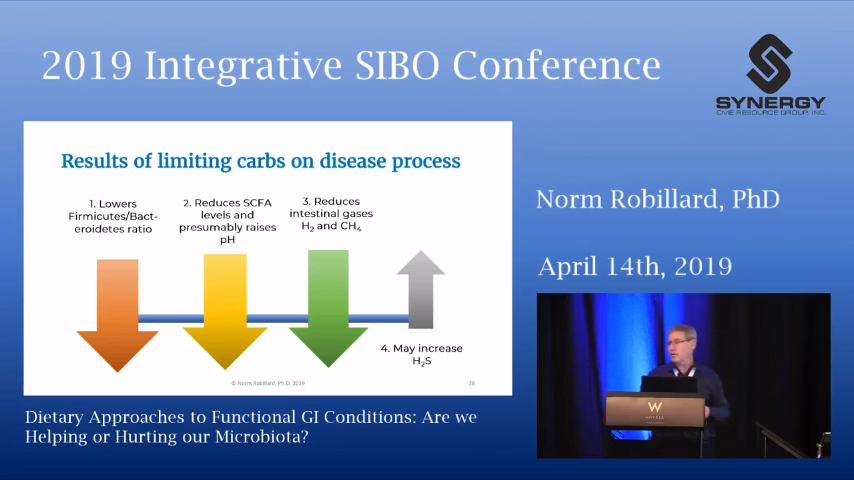 2019 Integrative SIBO Conference
SYNERGY
CME RESOURCE GROUP, INC.
Results of limiting carbs on disease process
1. Lowers
Firmicutes/Bact-
eroidetes ratio
2. Reduces SCFA
levels and
presumably raises
pH
3. Reduces
intestinal gases
H₂ and CH₄
4. May increase
H₂S
© Norm Robillard, Ph.D. 2019
28
Norm Robillard, PhD
April 14th, 2019
W
Dietary Approaches to Functional GI Conditions: Are we
Helping or Hurting our Microbiota?